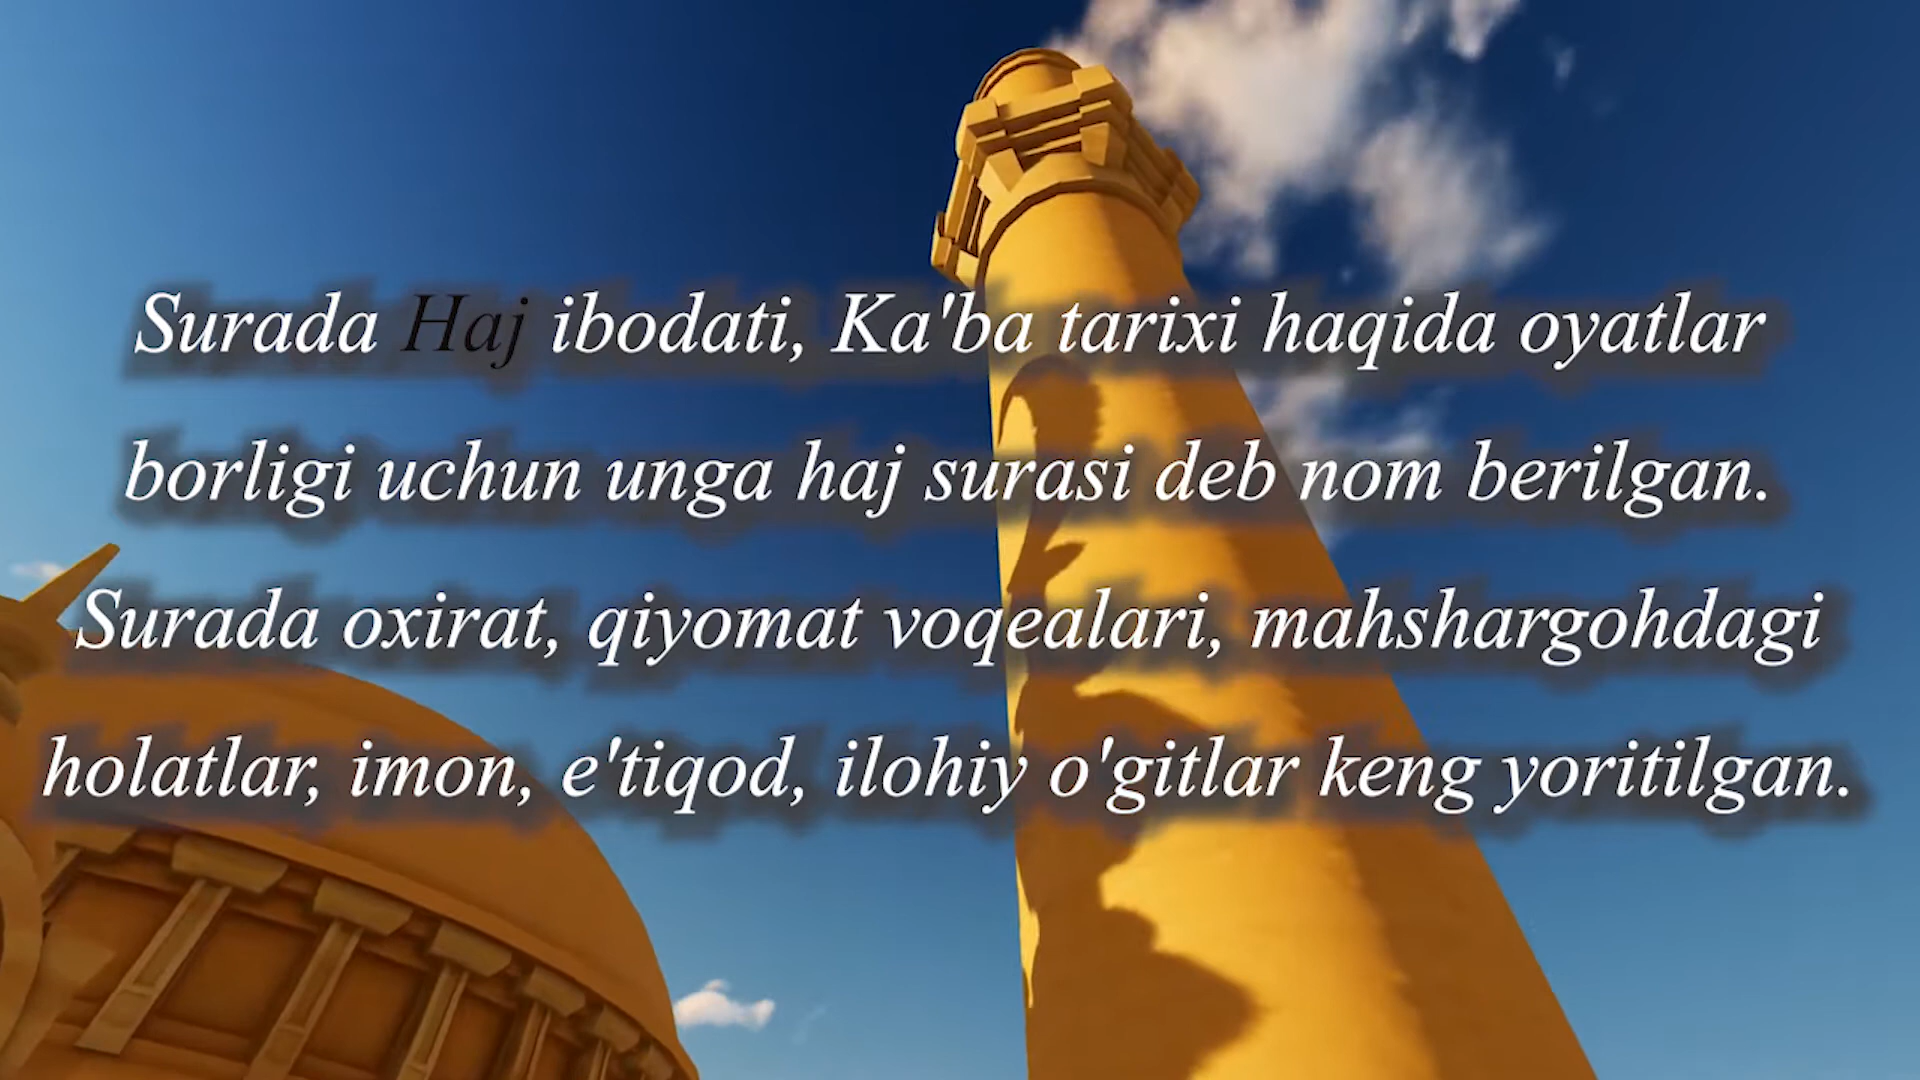 Surada Haj ibodati, Ka'ba tarixi haqida oyatlar
borligi uchun unga haj surasi deb nom berilgan.
Surada oxirat, qiyomat voqealari, mahshargohdagi
holatlar, imon, e'tiqod, ilohiy o'gitlar keng yoritilgan.